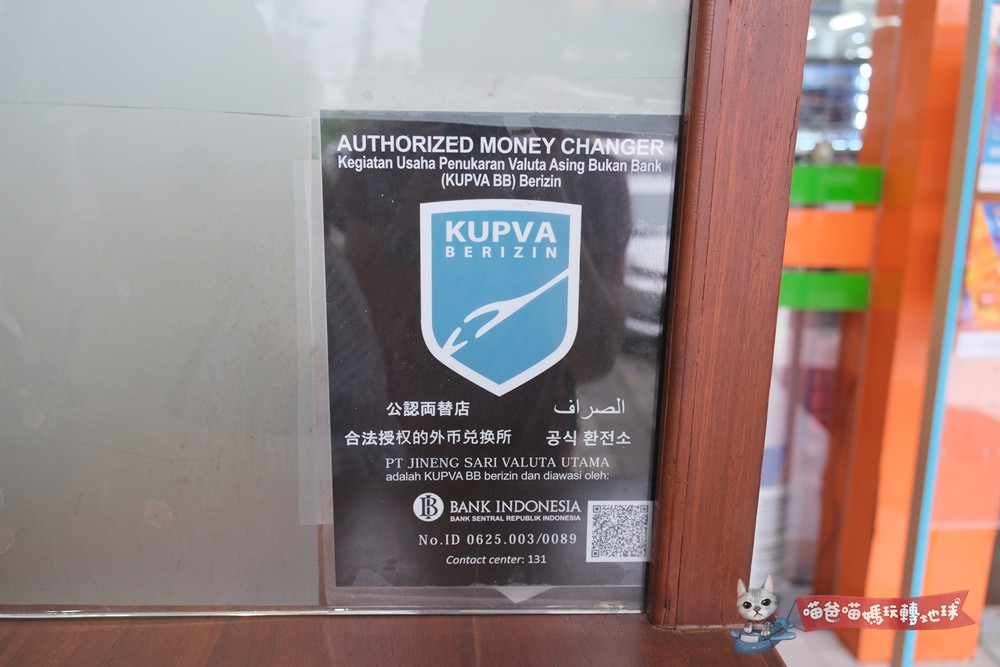 AUTHORIZED MONEY CHANGER
Kegiatan Usaha Penukaran Valuta Asing Bukan Bank
(KUPVA BB) Berizin
KUPVA
BERIZIN
公認両替店
الصراف
合法授权的外币兑换所
공식 환전소
PT JINENG SARI VALUTA UTAMA
adalah KUPVA BB berizin dan diawasi oleh:
BANK INDONESIA
BANK SENTRAL REPUBLIK INDONESIA
No.ID 0625.003/0089
Contact center: 131
喵爸喵媽玩轉地球